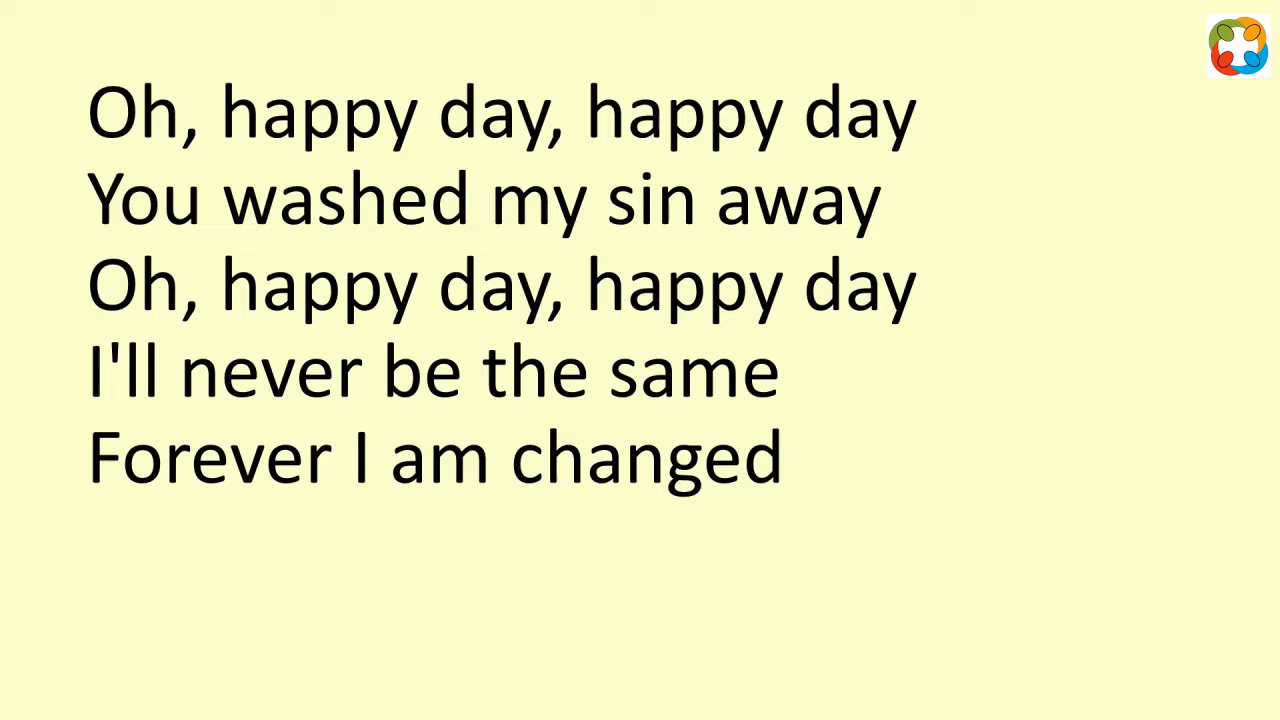 Oh, happy day, happy day
You washed my sin away
Oh, happy day, happy day
I'll never be the same
Forever I am changed